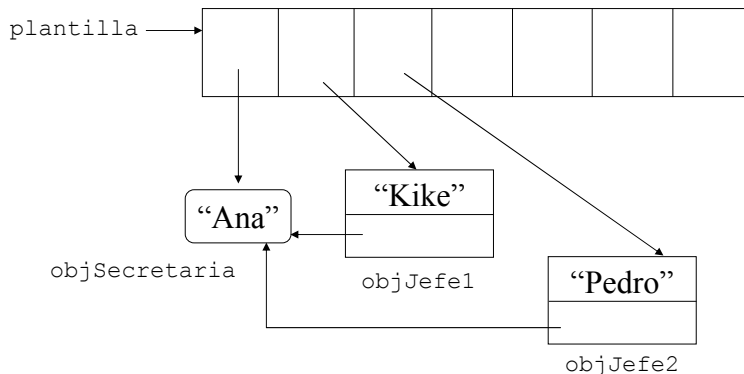 plantilla
“Kike”
“Ana”
objSecretaria
objJefe1
“Pedro”
objJefe2